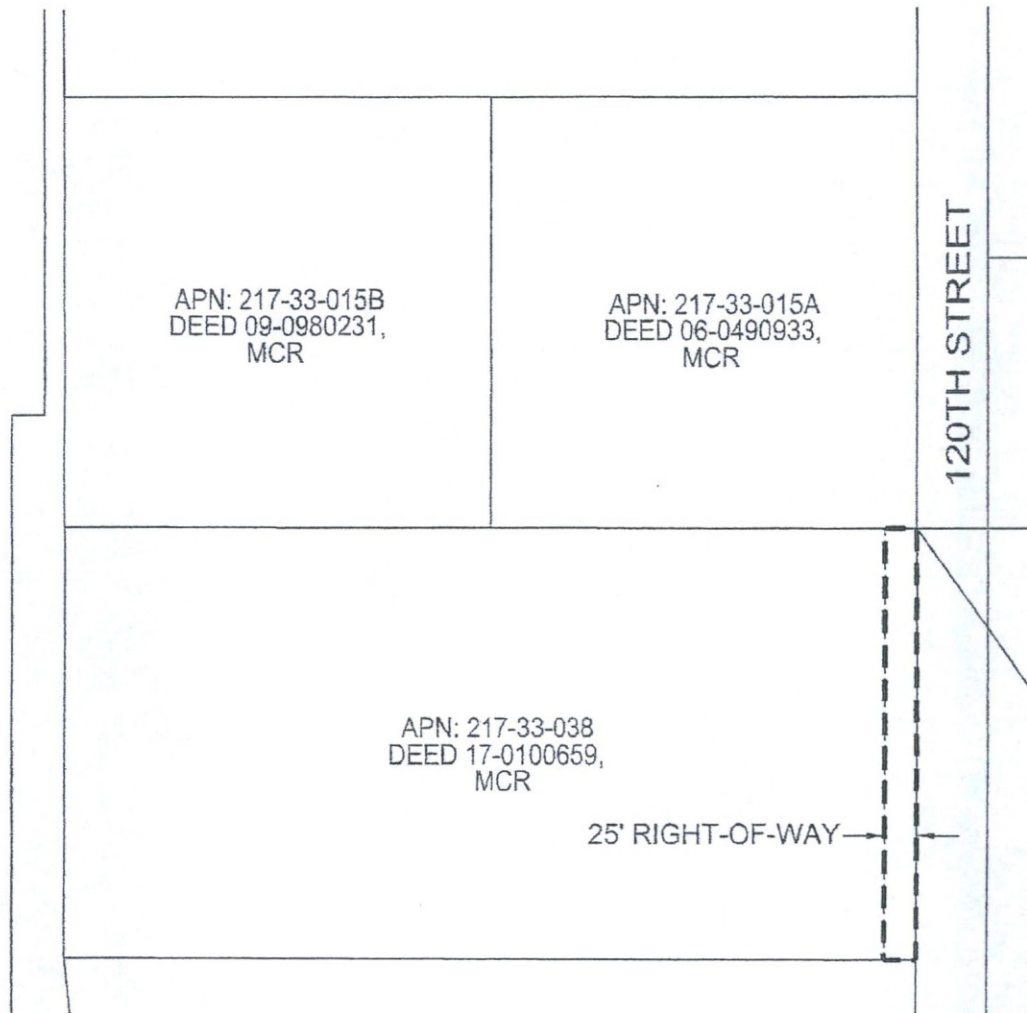 APN: 217-33-015B
DEED 09-0980231,
MCR
APN: 217-33-015A
DEED 06-0490933,
MCR
120TH STREET
APN: 217-33-038
DEED 17-0100659,
MCR
25' RIGHT-OF-WAY